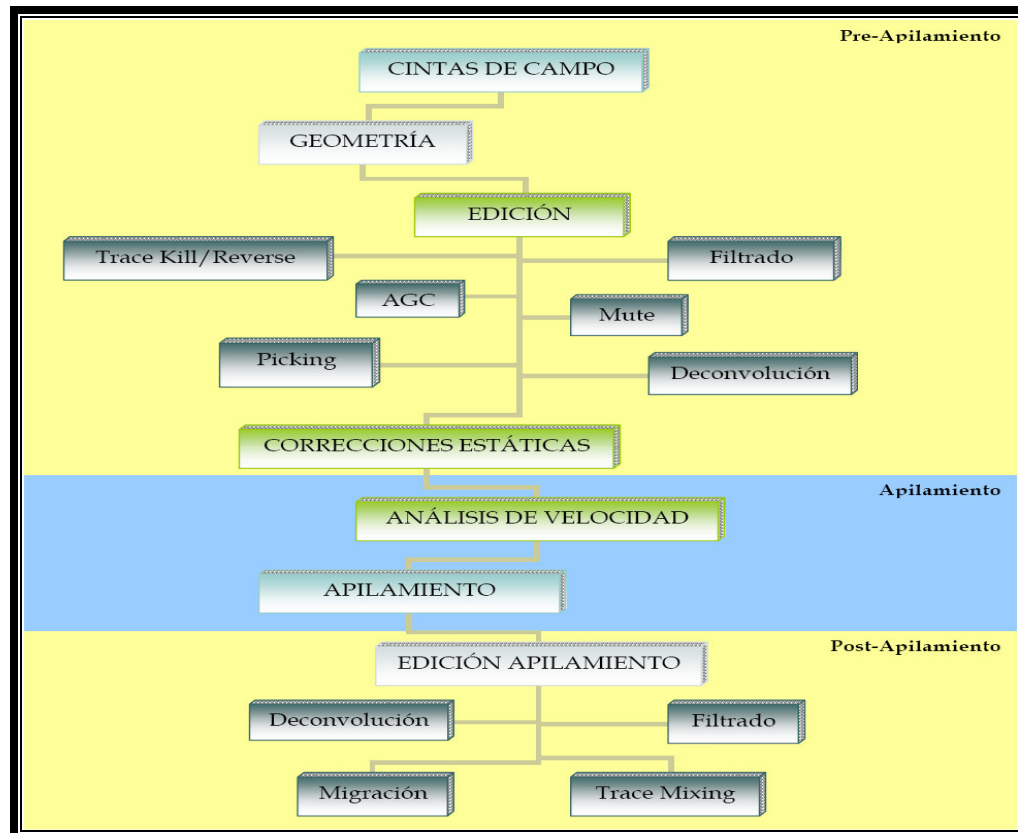 Pre-Apilamiento
CINTAS DE CAMPO
GEOMETRÍA
EDICIÓN
Trace Kill/Reverse
Filtrado
AGC
Mute
Picking
Deconvolución
CORRECCIONES ESTÁTICAS
Apilamiento
ANÁLISIS DE VELOCIDAD
APILAMIENTO
Post-Apilamiento
EDICIÓN APILAMIENTO
Deconvolución
Filtrado
Migración
Trace Mixing